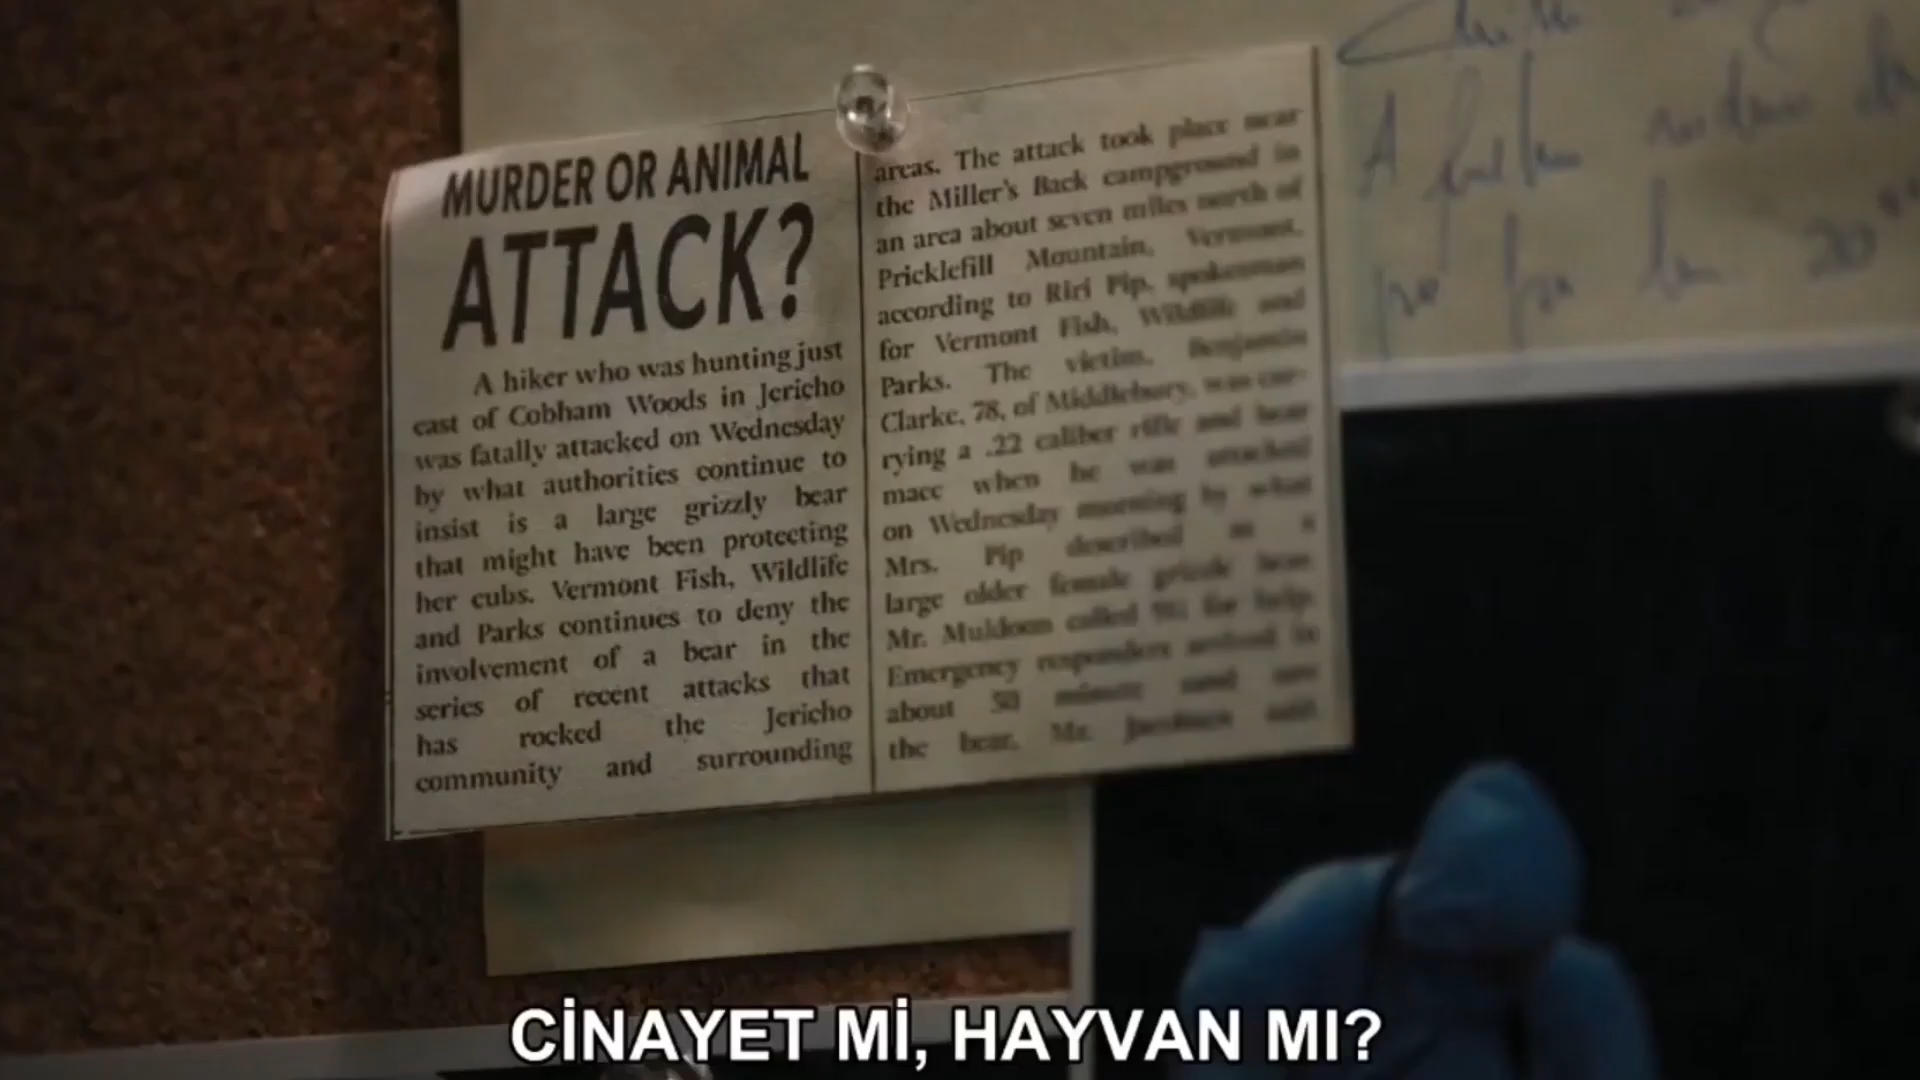 MURDER OR ANIMAL
ATTACK?
A hiker who was hunting just
east of Cobham Woods in Jericho
was fatally attacked on Wednesday
by what authorities continue to
insist is a large grizzly bear
that might have been protecting
her cubs. Vermont Fish, Wildlife
and Parks continues to deny the
involvement of a bear in the
series of recent attacks that
has rocked the Jericho
community and surrounding
areas. The attack took place near
the Miller's Back campground in
an area about seven miles north of
Pricklefill Mountain, Vermont,
according to Riri Pip, spokesman
for Vermont Fish, Wildlife and
Parks. The victim, Benjamin
Clarke, 78, of Middlebury, was car-
rying a .22 caliber rifle and bear
mace when he was attacked
on Wednesday morning by what
Mrs. Pip described as a
large older female grizzle bear.
Mr. Muldoon called 911 for help.
Emergency responders arrived in
about 50
the bear, Mr.
CİNAYET Mİ, HAYVAN MI?